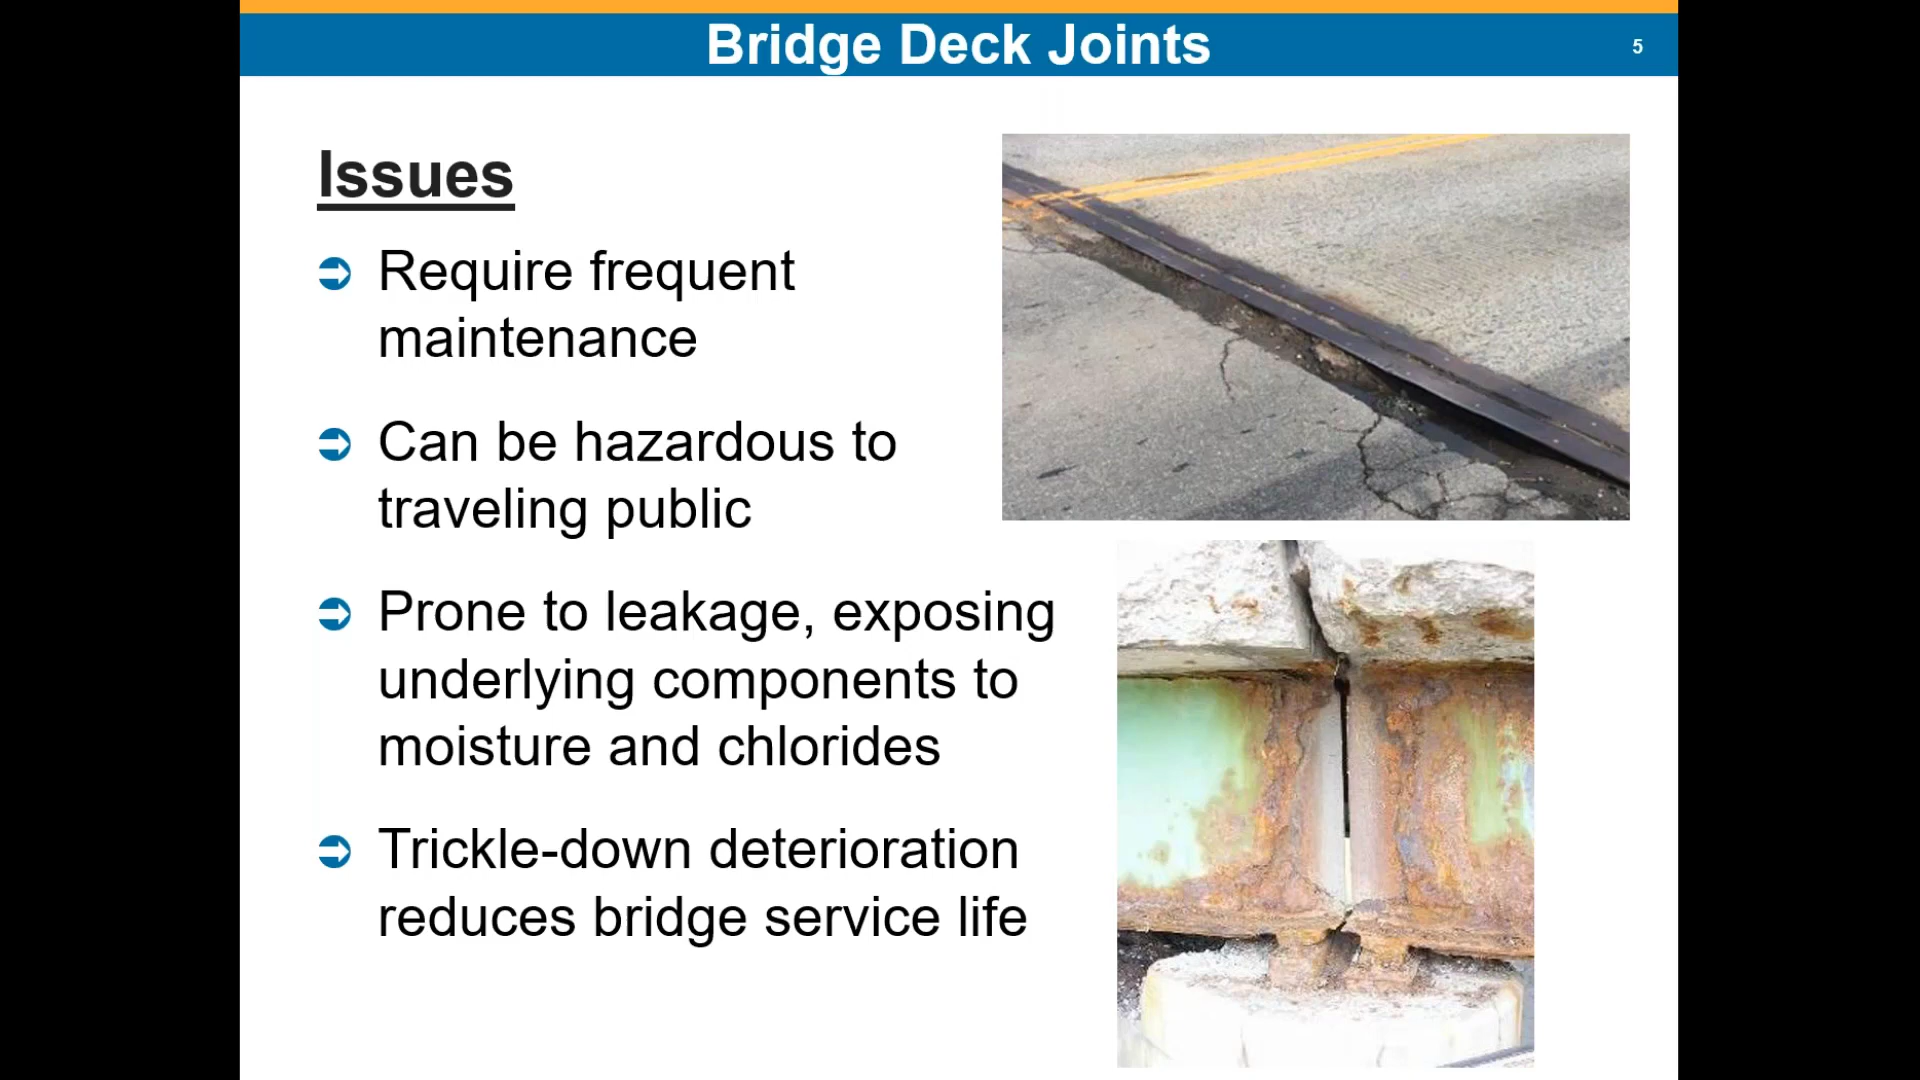 Bridge Deck Joints
5
Issues
Require frequent
maintenance
Can be hazardous to
traveling public
Prone to leakage, exposing
underlying components to
moisture and chlorides
Trickle-down deterioration
reduces bridge service life